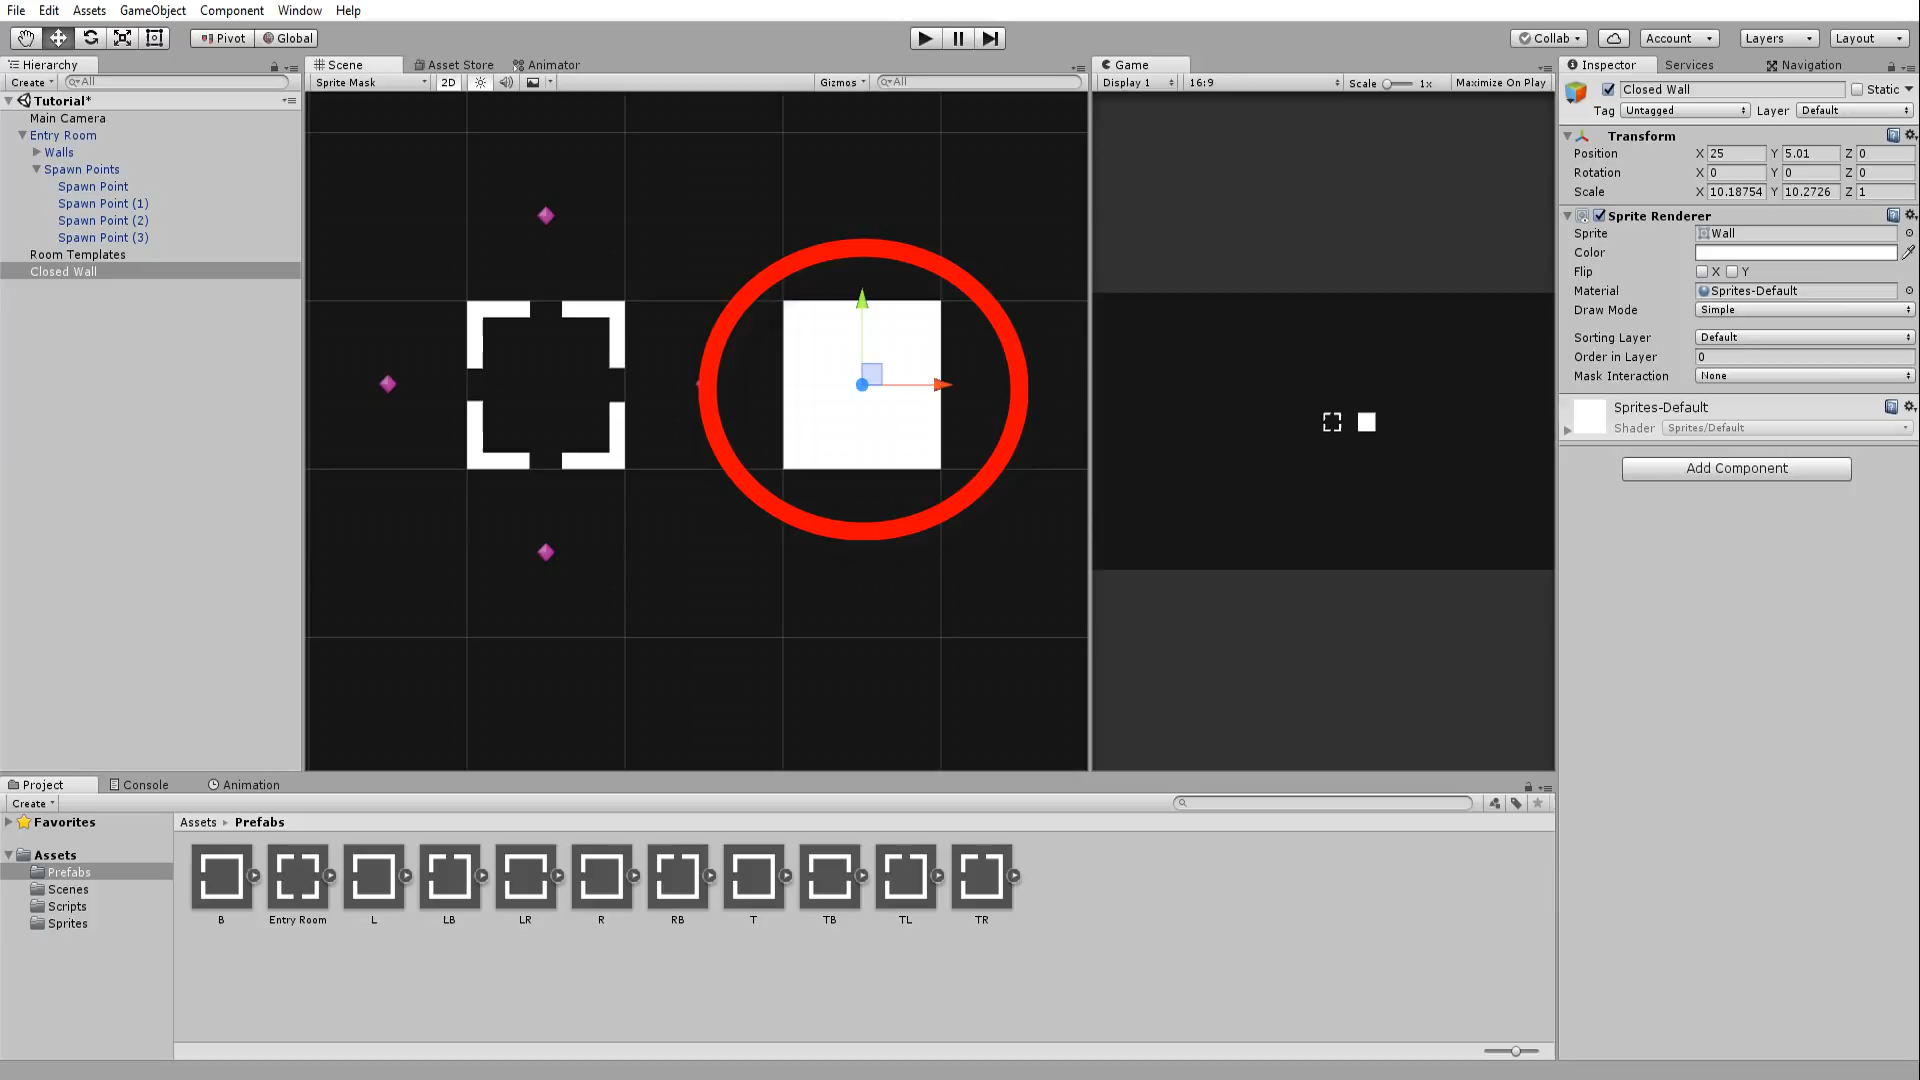 File Edit Assets GameObject Component Window Help
Pivot Global Collab Account Layers Layout
Hierarchy
Create All
Tutorial*
Main Camera
Entry Room
Walls
Spawn Points
Spawn Point
Spawn Point (1)
Spawn Point (2)
Spawn Point (3)
Room Templates
Closed Wall
Scene Asset Store Animator
Sprite Mask 2D Gizmos All
Game
Display 1 16:9 Scale 1x Maximize On Play
Inspector Services Navigation
Closed Wall Static
Tag Untagged Layer Default
Transform
Position X 25 Y 5.01 Z 0
Rotation X 0 Y 0 Z 0
Scale X 10.18754 Y 10.2726 Z 1
Sprite Renderer
Sprite Wall
Color
Flip X Y
Material Sprites-Default
Draw Mode Simple
Sorting Layer Default
Order in Layer 0
Mask Interaction None
Sprites-Default
Shader Sprites/Default
Add Component
Project Console Animation
Create
Favorites
Assets
Prefabs
Scenes
Scripts
Sprites
Assets Prefabs
B Entry Room L LB LR R RB T TB TL TR